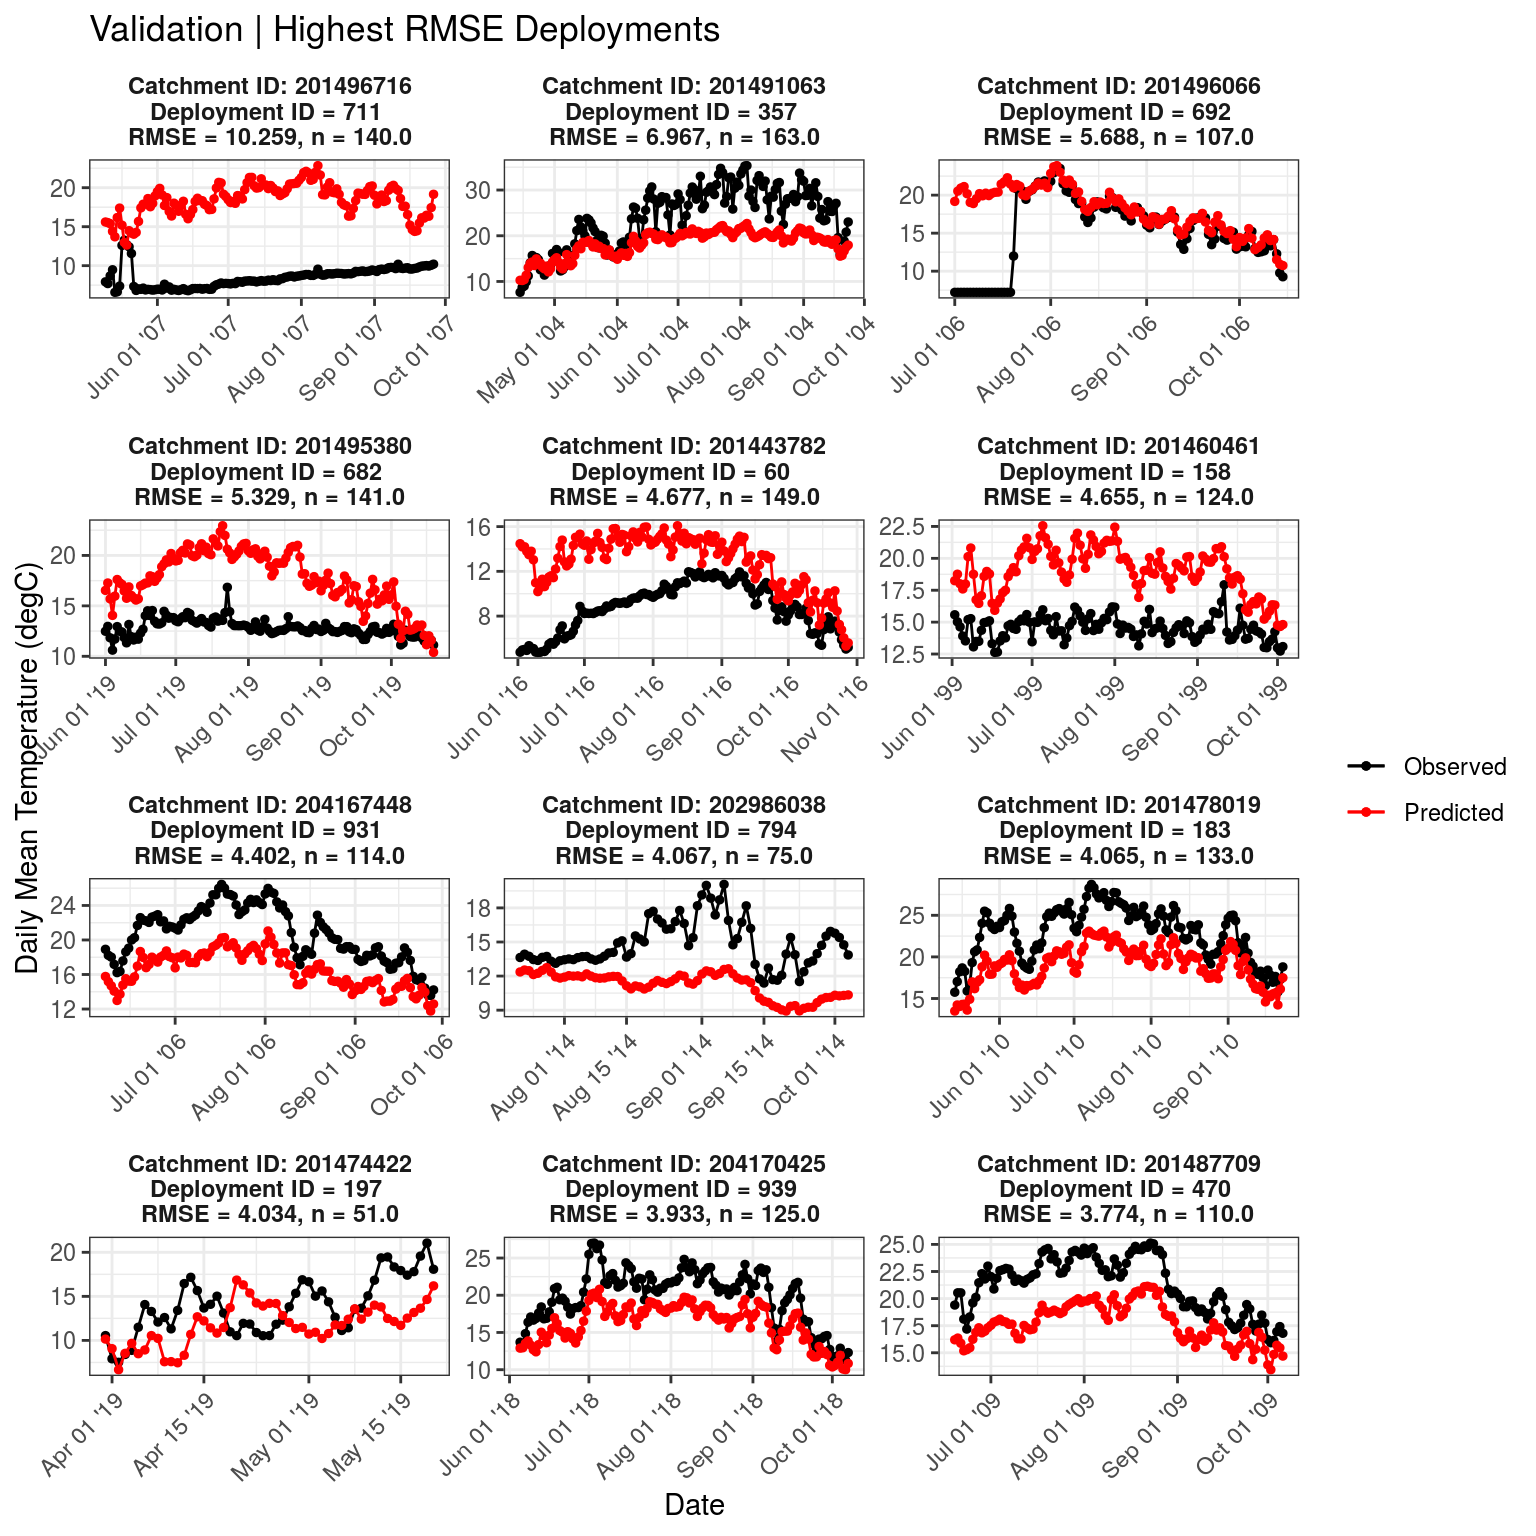 Validation | Highest RMSE Deployments
Catchment ID: 201496716
Deployment ID = 711
RMSE = 10.259, n = 140.0
Catchment ID: 201491063
Deployment ID = 357
RMSE = 6.967, n = 163.0
Catchment ID: 201496066
Deployment ID = 692
RMSE = 5.688, n = 107.0
20
15
10
30
20
10
20
15
10
Jun 01 '07
Jul 01 '07
Aug 01 '07
Sep 01 '07
Oct 01 '07
May 01 '04
Jun 01 '04
Jul 01 '04
Aug 01 '04
Sep 01 '04
Oct 01 '04
Jul 01 '06
Aug 01 '06
Sep 01 '06
Oct 01 '06
Catchment ID: 201495380
Deployment ID = 682
RMSE = 5.329, n = 141.0
Catchment ID: 201443782
Deployment ID = 60
RMSE = 4.677, n = 149.0
Catchment ID: 201460461
Deployment ID = 158
RMSE = 4.655, n = 124.0
20
15
10
16
12
8
22.5
20.0
17.5
15.0
12.5
Jun 01 '19
Jul 01 '19
Aug 01 '19
Sep 01 '19
Oct 01 '19
Jun 01 '16
Jul 01 '16
Aug 01 '16
Sep 01 '16
Oct 01 '16
Nov 01 '16
Jun 01 '99
Jul 01 '99
Aug 01 '99
Sep 01 '99
Oct 01 '99
Daily Mean Temperature (degC)
Observed
Predicted
Catchment ID: 204167448
Deployment ID = 931
RMSE = 4.402, n = 114.0
Catchment ID: 202986038
Deployment ID = 794
RMSE = 4.067, n = 75.0
Catchment ID: 201478019
Deployment ID = 183
RMSE = 4.065, n = 133.0
24
20
16
12
18
15
12
9
25
20
15
Jul 01 '06
Aug 01 '06
Sep 01 '06
Oct 01 '06
Aug 01 '14
Aug 15 '14
Sep 01 '14
Sep 15 '14
Oct 01 '14
Jun 01 '10
Jul 01 '10
Aug 01 '10
Sep 01 '10
Catchment ID: 201474422
Deployment ID = 197
RMSE = 4.034, n = 51.0
Catchment ID: 204170425
Deployment ID = 939
RMSE = 3.933, n = 125.0
Catchment ID: 201487709
Deployment ID = 470
RMSE = 3.774, n = 110.0
20
15
10
25
20
15
10
25.0
22.5
20.0
17.5
15.0
Apr 01 '19
Apr 15 '19
May 01 '19
May 15 '19
Jun 01 '18
Jul 01 '18
Aug 01 '18
Sep 01 '18
Oct 01 '18
Jul 01 '09
Aug 01 '09
Sep 01 '09
Oct 01 '09
Date